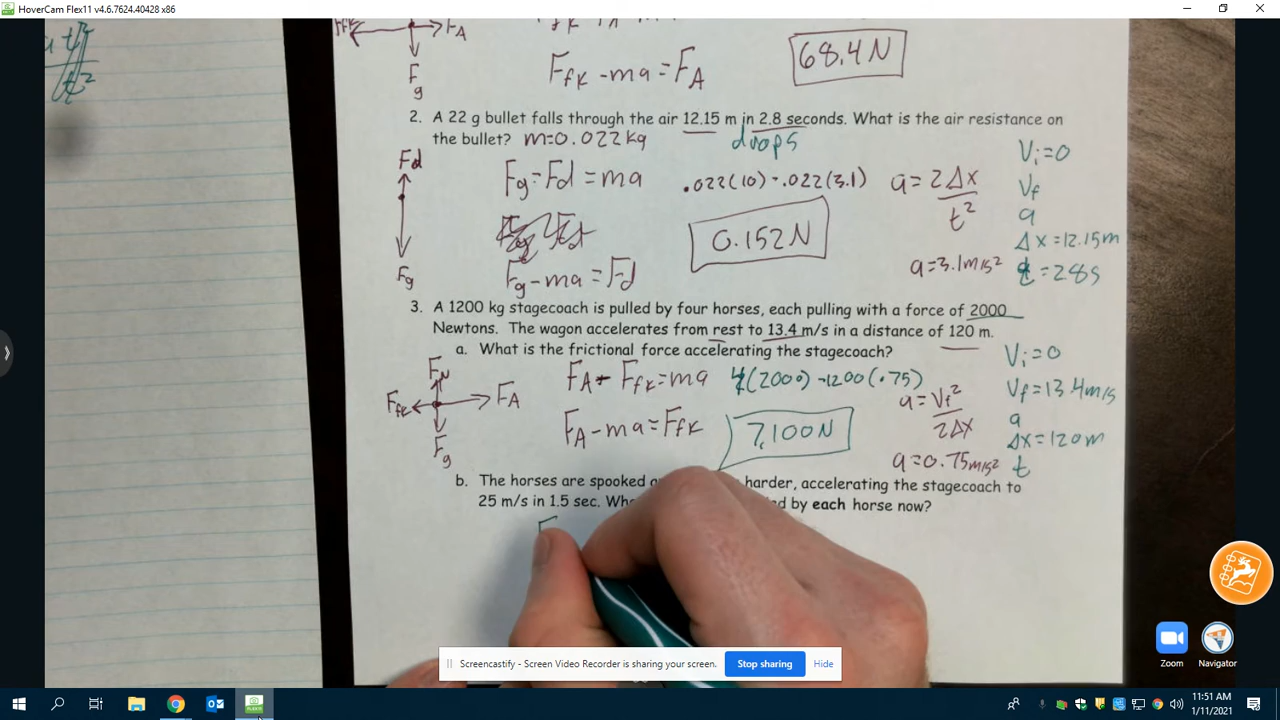 HoverCam Flex11 v4.6.7624.40428 x86
FA
Fg
Ffk - ma = FA
68.4 N
2. A 22 g bullet falls through the air 12.15 m in 2.8 seconds. What is the air resistance on
the bullet? m=0.022kg
drops
Fd
Fg
Fg - Fd = ma
.022(10) - .022(3.1)
a = 2Δx
t²
Vi=0
Vf
a
Δx=12.15m
t=2.8s
0.152N
a=3.1m/s²
Fg - ma = Fd
3. A 1200 kg stagecoach is pulled by four horses, each pulling with a force of 2000
Newtons. The wagon accelerates from rest to 13.4 m/s in a distance of 120 m.
a. What is the frictional force accelerating the stagecoach?
FN
Ffk
FA
Fg
FA - Ffk = ma
4(2000) - 1200(.75)
FA - ma = Ffk
7,100N
a = Vf²
2Δx
a=0.75m/s²
Vi=0
Vf=13.4m/s
a
Δx=120m
t
b. The horses are spooked harder, accelerating the stagecoach to
25 m/s in 1.5 sec. by each horse now?
F
Screencastify - Screen Video Recorder is sharing your screen. Stop sharing Hide
Zoom Navigator
11:51 AM
1/11/2021